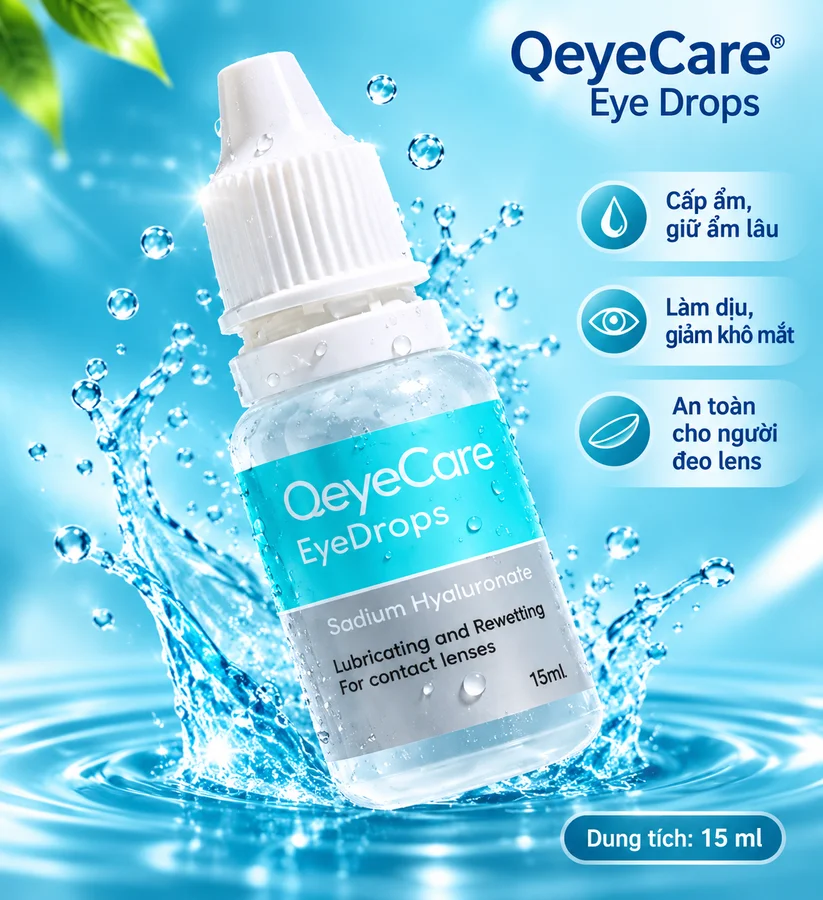 QeyeCare®
Eye Drops
Cấp ẩm,
giữ ẩm lâu
Làm dịu,
giảm khô mắt
An toàn
cho người
đeo lens
QeyeCare
EyeDrops
Sadium Hyaluronate
Lubricating and Rewetting
For contact lenses
15ml
Dung tích: 15 ml